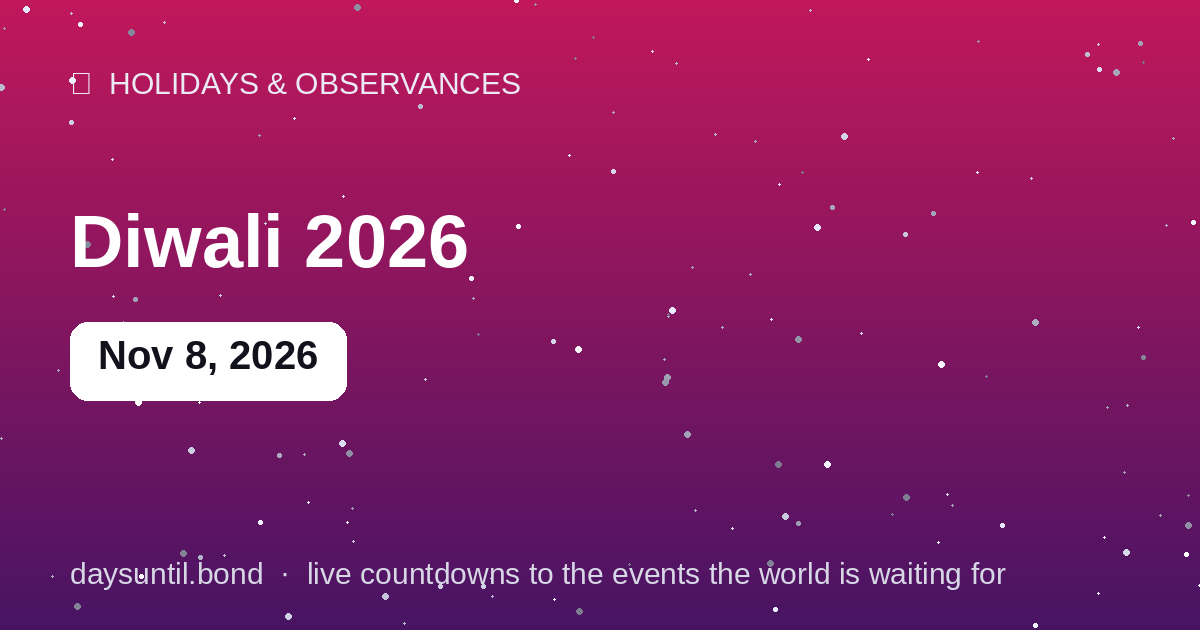 HOLIDAYS & OBSERVANCES
Diwali 2026
Nov 8, 2026
daysuntil.bond · live countdowns to the events the world is waiting for